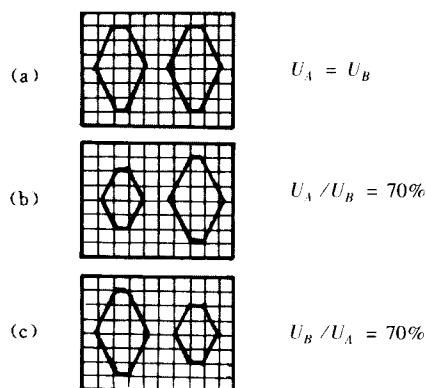 (a) U_A = U_B
(b) U_A / U_B = 70%
(c) U_B / U_A = 70%